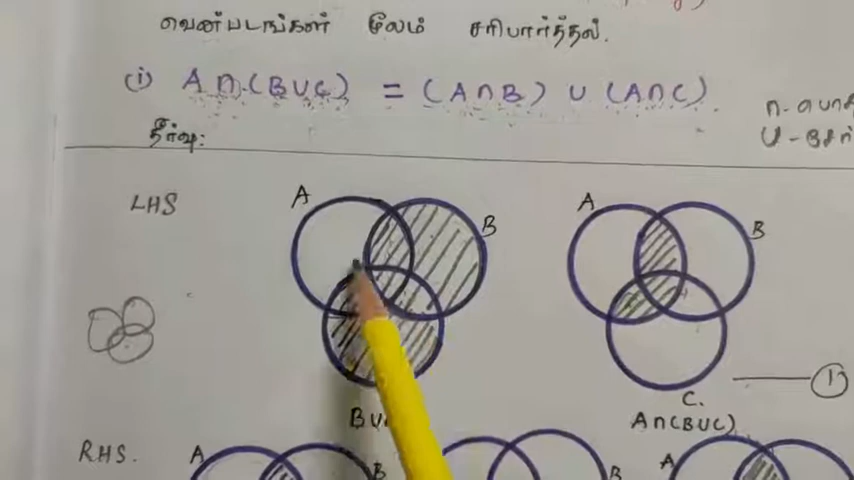 வென்படங்கள் மூலம் சரிபார்த்தல்.
(i) A∩(B∪C) = (A∩B) ∪ (A∩C).
தீர்வு:
LHS
A
B
A
B
C.
1
A∩(B∪C)
RHS.
A
B
B
A